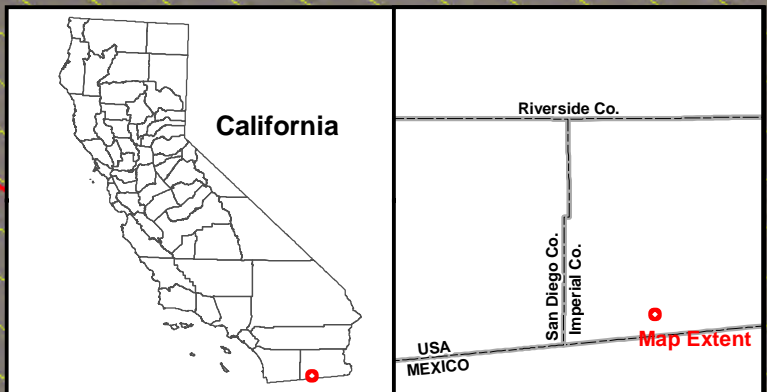 California
Riverside Co.
San Diego Co.
Imperial Co.
Map Extent
USA
MEXICO